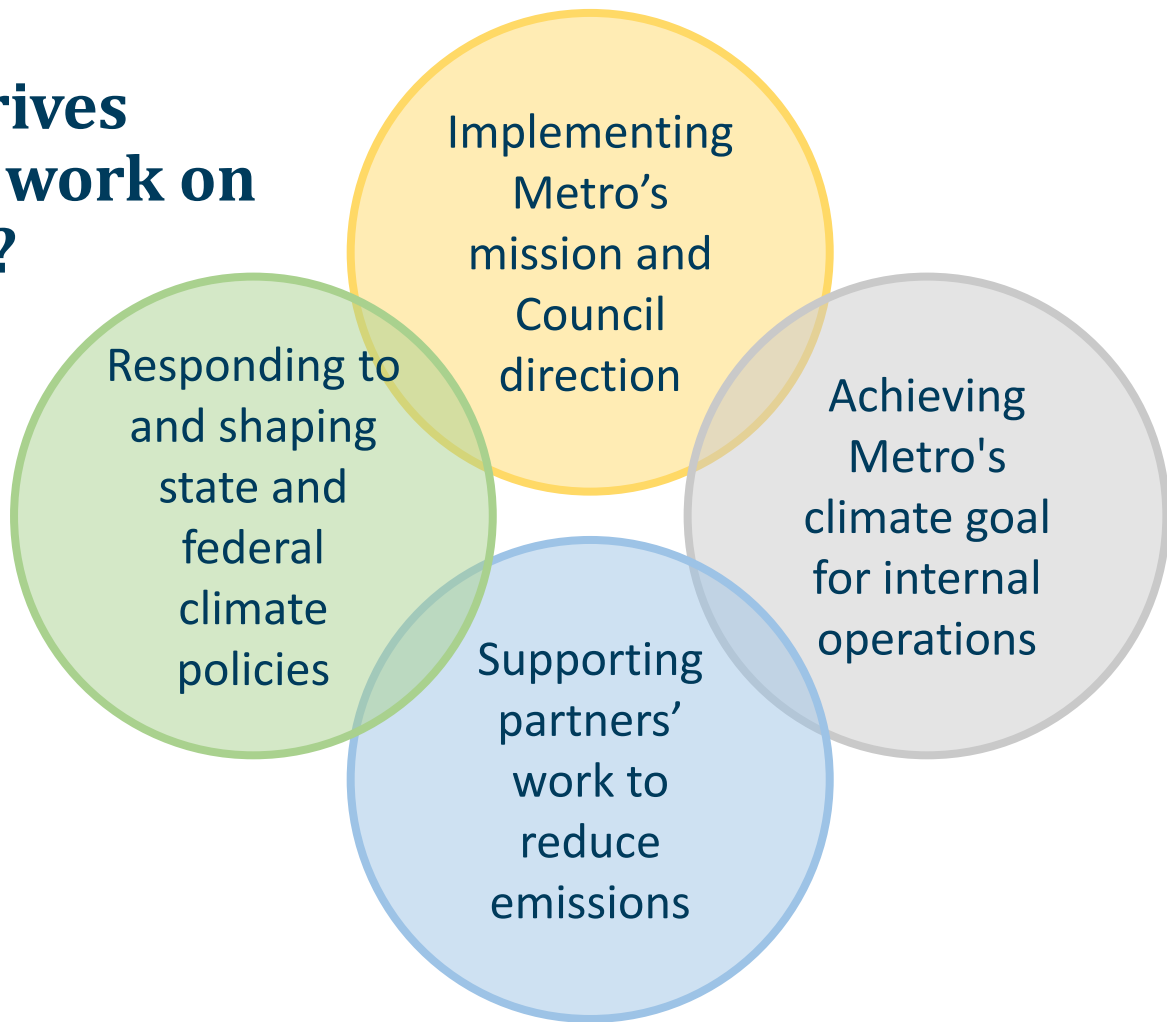 rives
work on
?
Implementing
Metro’s
mission and
Council
direction
Responding to
and shaping
state and
federal
climate
policies
Achieving
Metro's
climate goal
for internal
operations
Supporting
partners’
work to
reduce
emissions